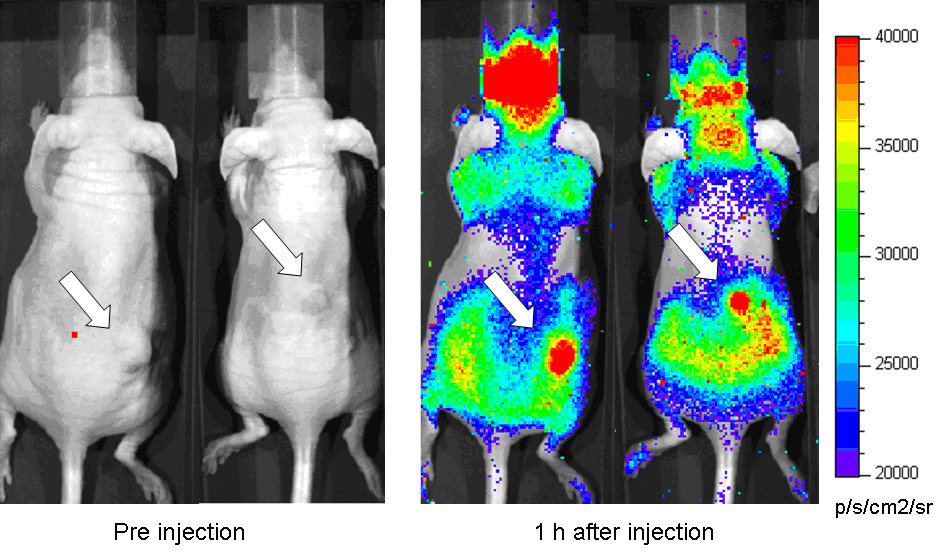 40000
35000
30000
25000
20000
p/s/cm2/sr
Pre injection
1 h after injection